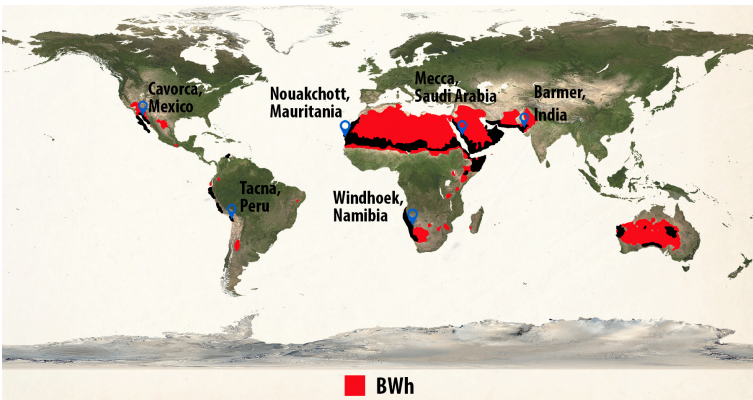 Cavorca,
Mexico
Nouakchott,
Mauritania
Mecca,
Saudi Arabia
Barmer,
India
Tacna,
Peru
Windhoek,
Namibia
BWh